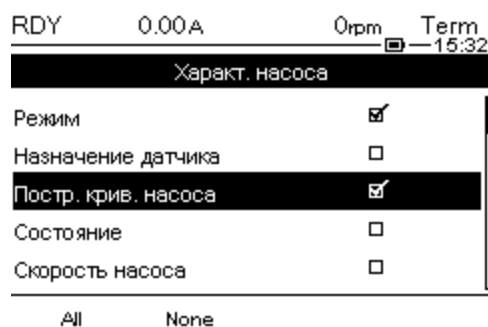 RDY 0.00A 0rpm Term
15:32
Характ. насоса
Режим
Назначение датчика
Постр. крив. насоса
Состояние
Скорость насоса
All None